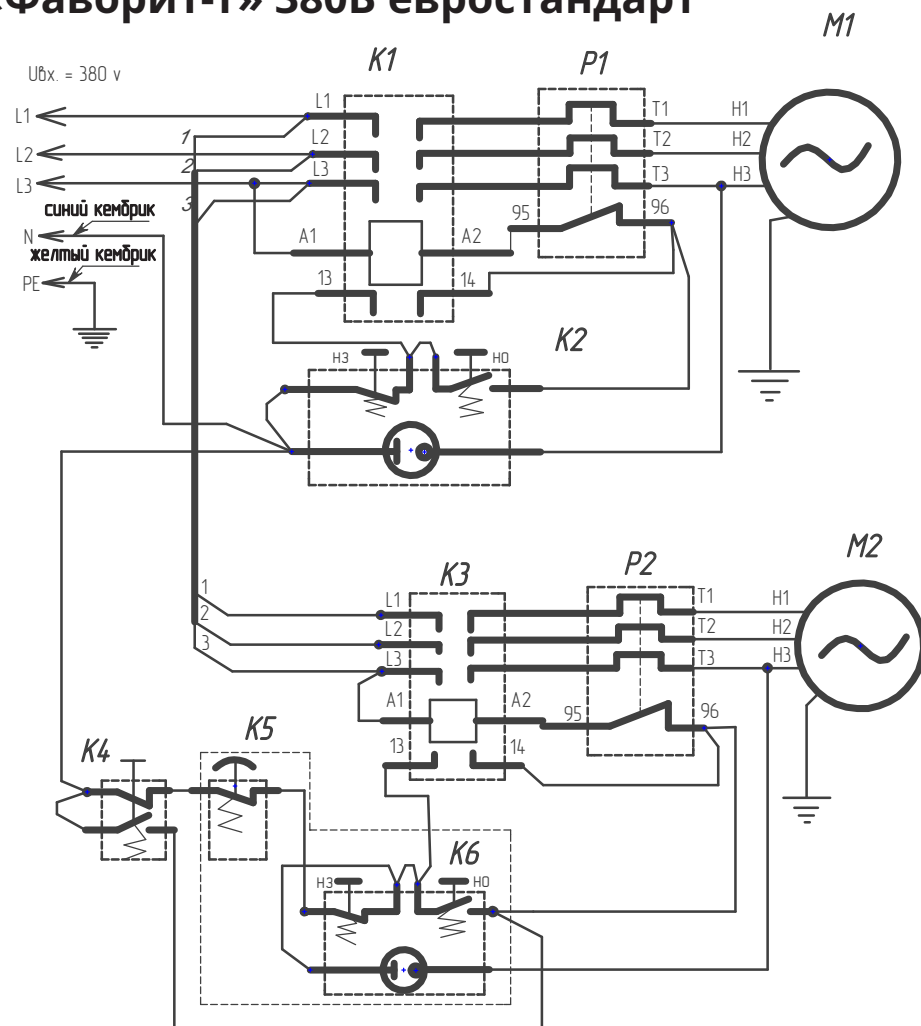 «Фаворит-Т» 380В евростандарт
M1
K1
P1
Uвх. = 380 v
L1
L1
T1
H1
1
L2
L2
T2
H2
2
L3
L3
T3
H3
3
синий кембрик
95
96
N
A1
A2
желтый кембрик
PE
13
14
K2
НЗ
НО
M2
K3
P2
1
L1
T1
H1
2
L2
T2
H2
3
L3
T3
H3
A1
A2
95
96
K4
K5
13
14
K6
НЗ
НО